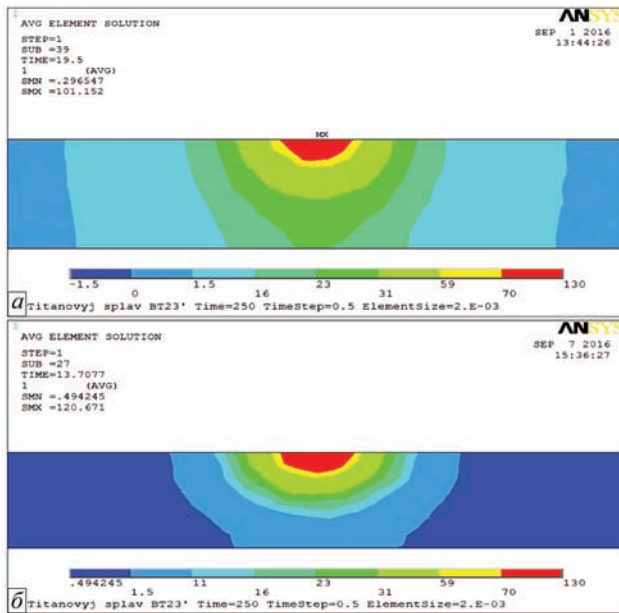 1
AVG ELEMENT SOLUTION
ANSYS
STEP=1
SUB =39
TIME=19.5
1 (AVG)
SMN =.296547
SMX =101.152
SEP 1 2016
13:44:26
MX
-1.5 1.5 23 59 130
0 16 31 70
а Titanovyj splav BT23' Time=250 TimeStep=0.5 ElementSize=2.E-03
1
AVG ELEMENT SOLUTION
ANSYS
STEP=1
SUB =27
TIME=13.7077
1 (AVG)
SMN =.494245
SMX =120.671
SEP 7 2016
15:36:27
.494245 11 23 59 130
1.5 16 31 70
б Titanovyj splav BT23' Time=250 TimeStep=0.5 ElementSize=2.E-03